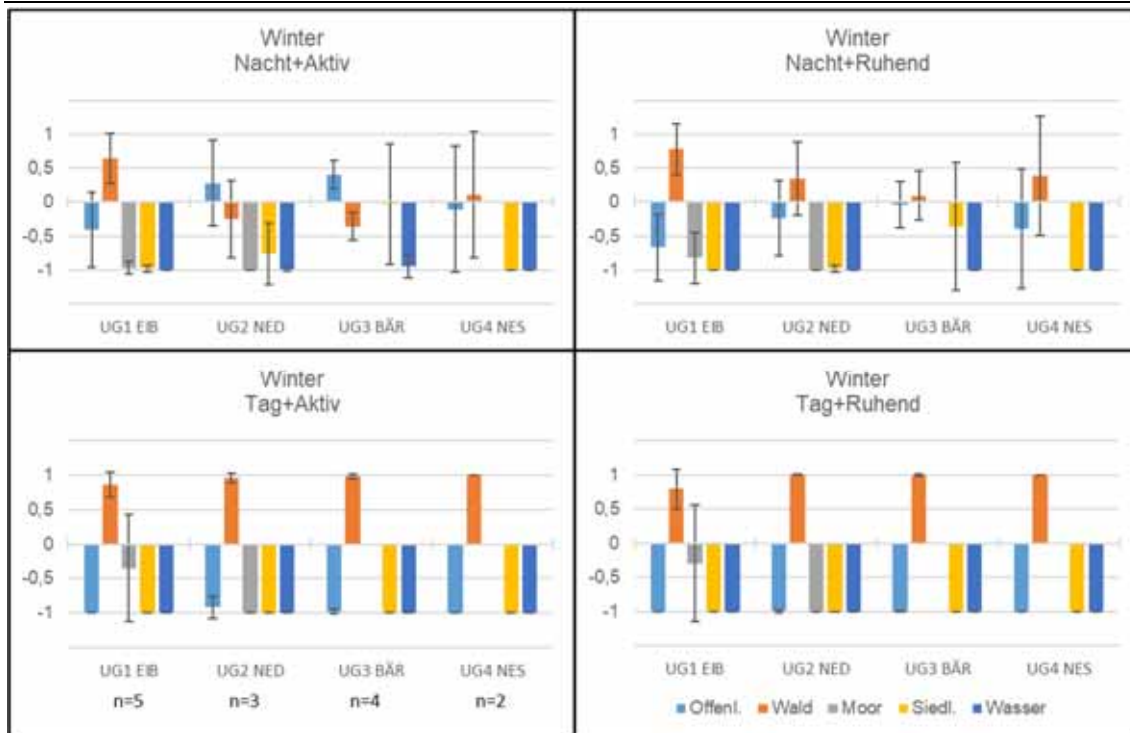 Winter
Nacht+Aktiv
1
0,5
0
-0,5
-1
UG1 EIB UG2 NED UG3 BÄR UG4 NES
Winter
Nacht+Ruhend
1
0,5
0
-0,5
-1
UG1 EIB UG2 NED UG3 BÄR UG4 NES
Winter
Tag+Aktiv
1
0,5
0
-0,5
-1
UG1 EIB UG2 NED UG3 BÄR UG4 NES
n=5 n=3 n=4 n=2
Winter
Tag+Ruhend
1
0,5
0
-0,5
-1
UG1 EIB UG2 NED UG3 BÄR UG4 NES
Offenl. Wald Moor Siedl. Wasser